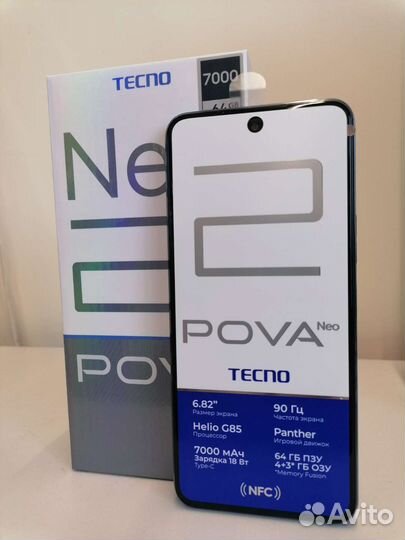 TECNO
7000
64 GB
Ne
2
POV
2
POVA Neo
TECNO
6.82” 90 Гц
Размер экрана Частота экрана
Helio G85 Panther
Процессор Игровой движок
7000 мАч 64 ГБ ПЗУ
Зарядка 18 Вт 4+3* ГБ ОЗУ
Type-C *Memory Fusion
((NFC))
Avito